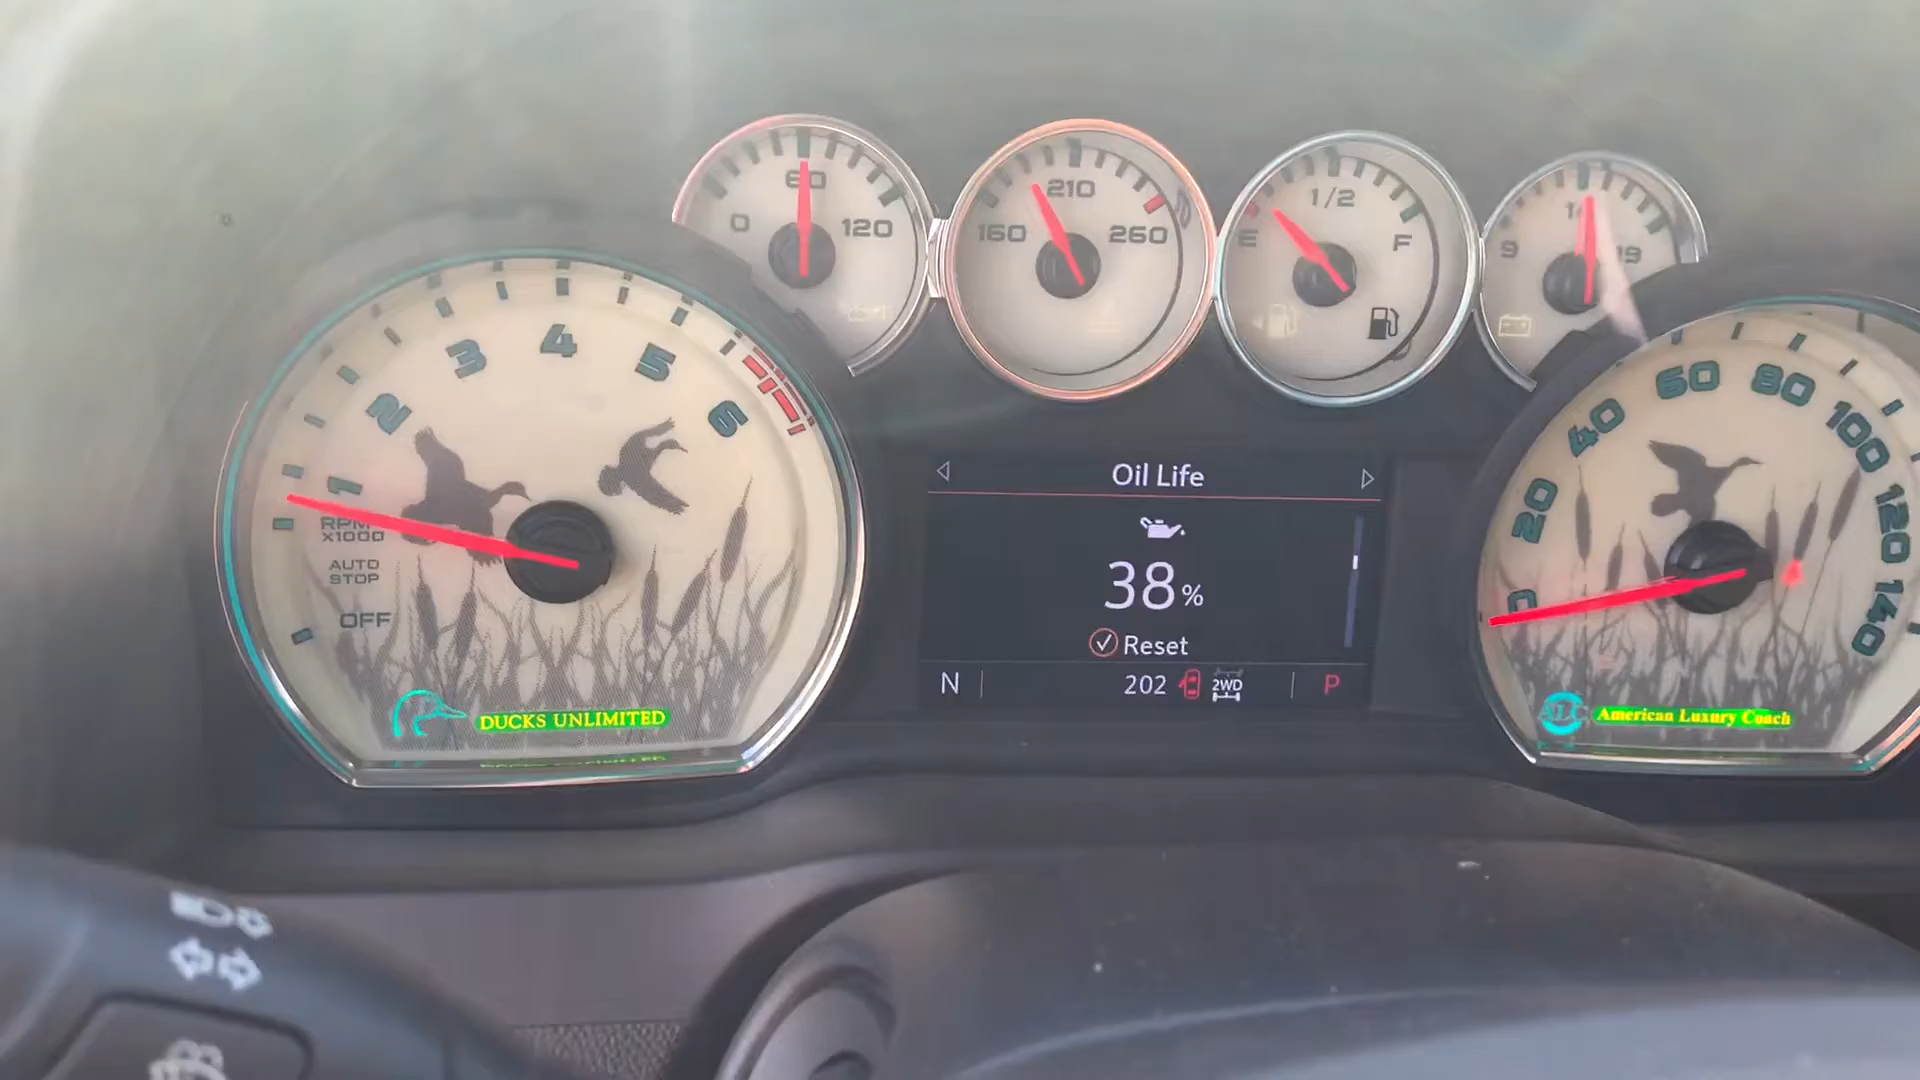 60
0
120
210
160
260
1/2
E
F
9
19
4
3
5
2
6
1
RPM
X1000
AUTO
STOP
OFF
DUCKS UNLIMITED
Oil Life
38%
Reset
N
202
2WD
P
60
80
40
100
20
120
0
140
ALC
American Luxury Coach